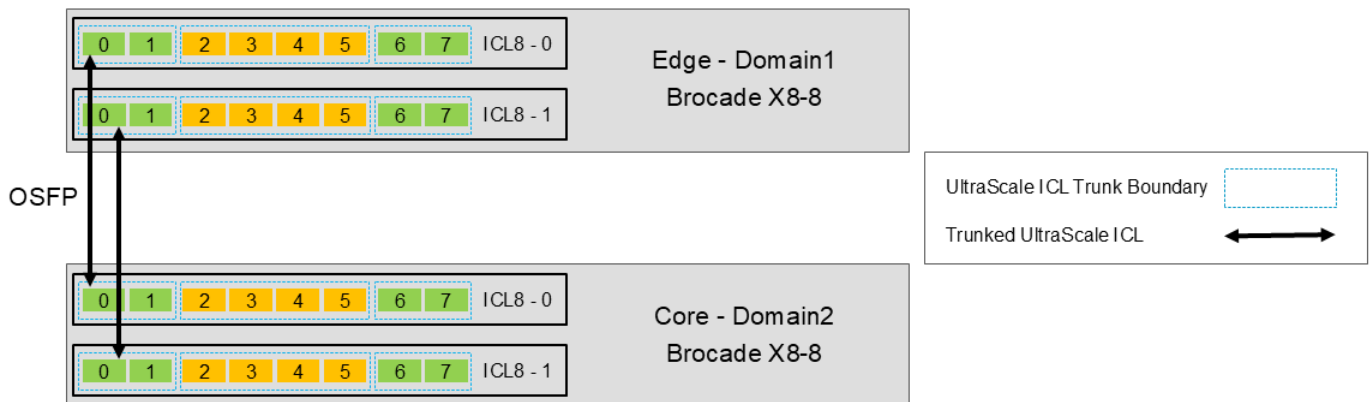 0 1 2 3 4 5 6 7 ICL8 - 0
Edge - Domain1
Brocade X8-8
0 1 2 3 4 5 6 7 ICL8 - 1
OSFP
UltraScale ICL Trunk Boundary
Trunked UltraScale ICL
0 1 2 3 4 5 6 7 ICL8 - 0
Core - Domain2
Brocade X8-8
0 1 2 3 4 5 6 7 ICL8 - 1